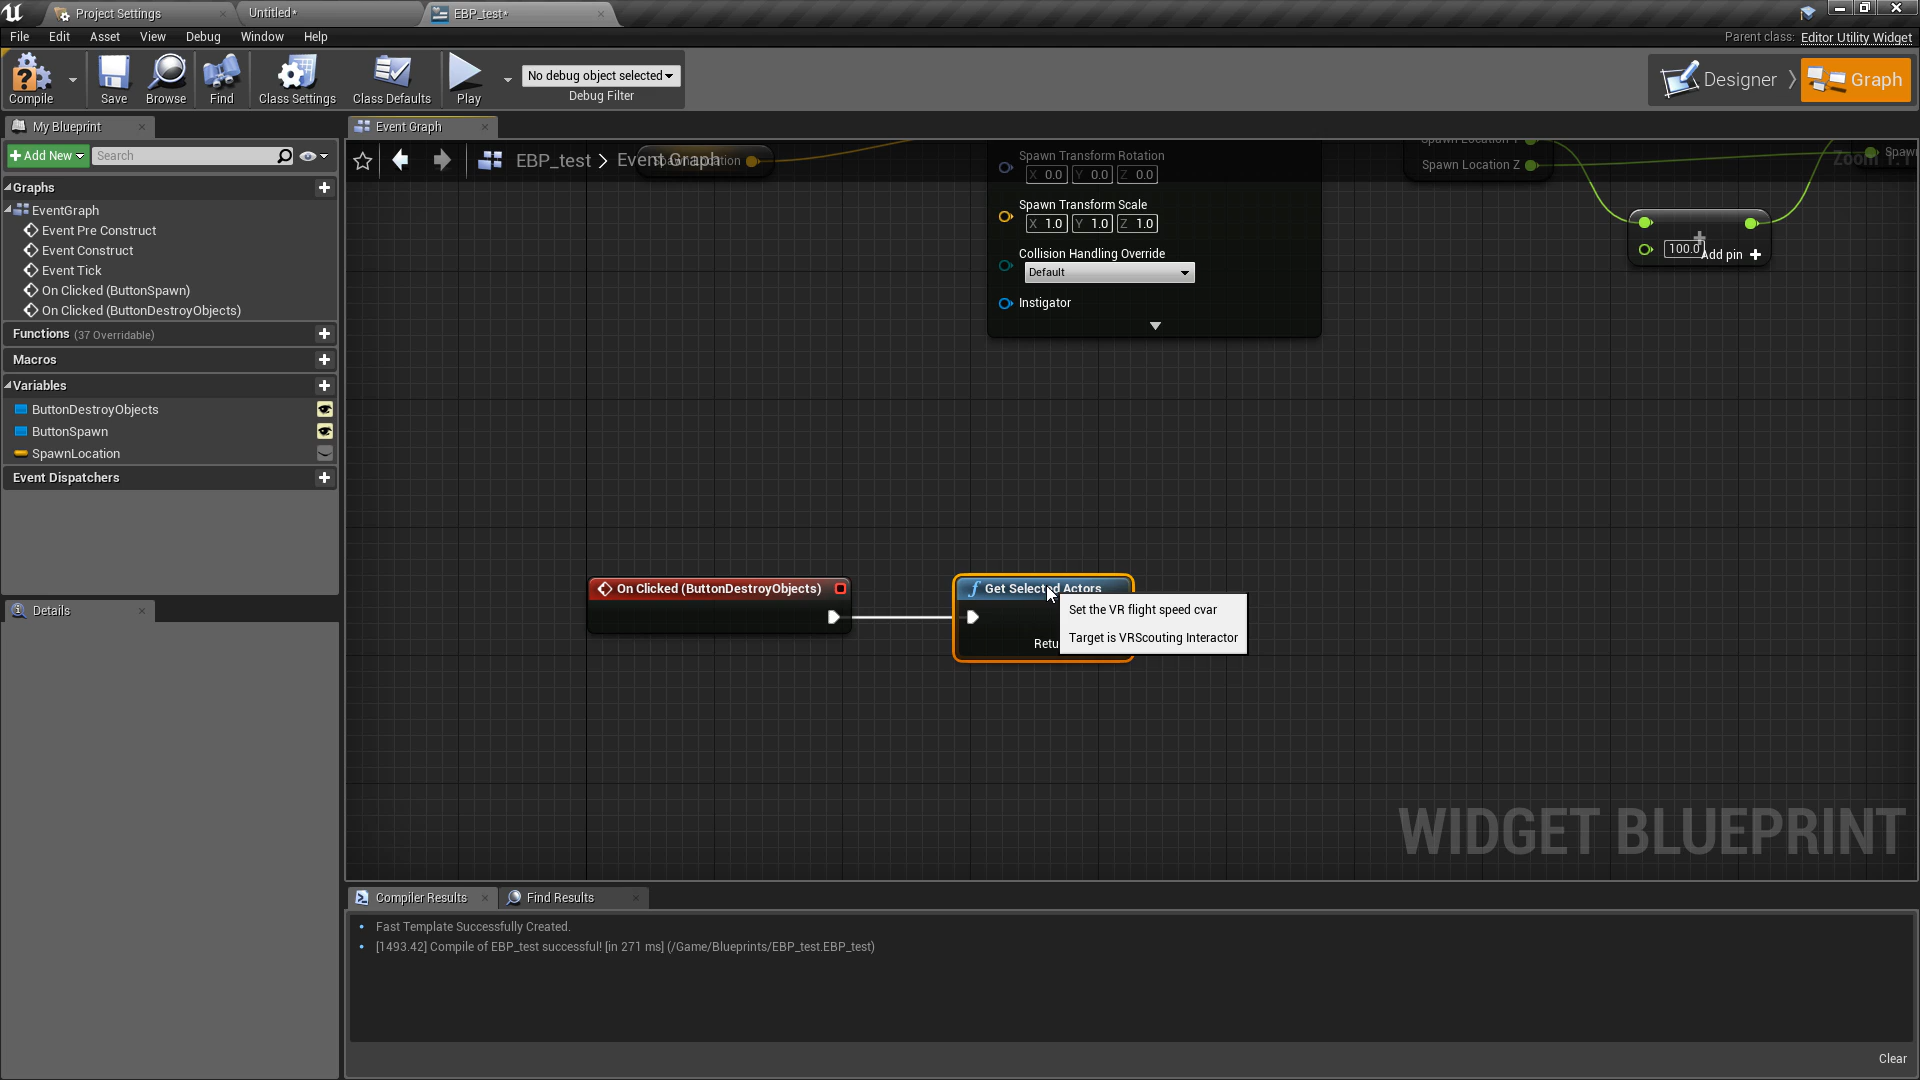 Project Settings
Untitled*
EBP_test*
File Edit Asset View Window Debug Help
Parent class: Editor Utility Widget
Compile
Save
Browse
Find
Class Settings
Class Defaults
Play
No debug object selected
Debug Filter
Designer
Graph
My Blueprint
Add New
Search
Graphs
EventGraph
Event Pre Construct
Event Construct
Event Tick
On Clicked (ButtonSpawn)
On Clicked (ButtonDestroyObjects)
Functions (37 Overridable)
Macros
Variables
ButtonDestroyObjects
ButtonSpawn
SpawnLocation
Event Dispatchers
Details
Event Graph
EBP_test > Event Graph
Spawn Transform Rotation
X 0.0 Y 0.0 Z 0.0
Spawn Transform Scale
X 1.0 Y 1.0 Z 1.0
Collision Handling Override
Default
Instigator
Spawn Location Y
Spawn Location Z
Spawn
100.0
Add pin +
On Clicked (ButtonDestroyObjects)
Get Selected Actors
Retu
Set the VR flight speed cvar
Target is VRScouting Interactor
WIDGET BLUEPRINT
Compiler Results
Find Results
Fast Template Successfully Created.
[1493.42] Compile of EBP_test successful! [in 271 ms] (/Game/Blueprints/EBP_test.EBP_test)
Clear